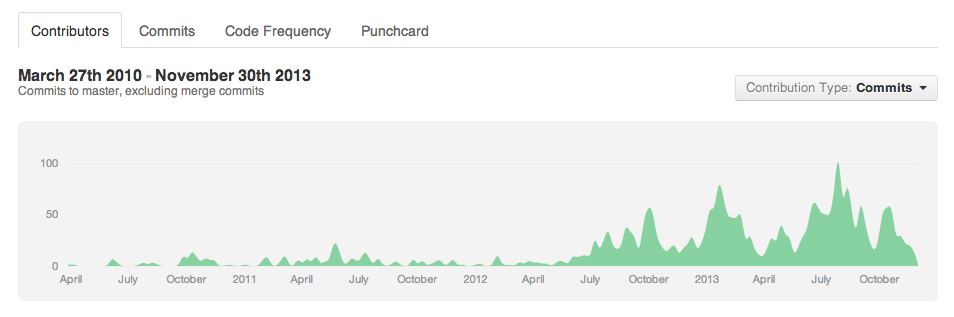 Contributors Commits Code Frequency Punchcard
March 27th 2010 - November 30th 2013
Commits to master, excluding merge commits
Contribution Type: Commits
100
50
0
April July October 2011 April July October 2012 April July October 2013 April July October